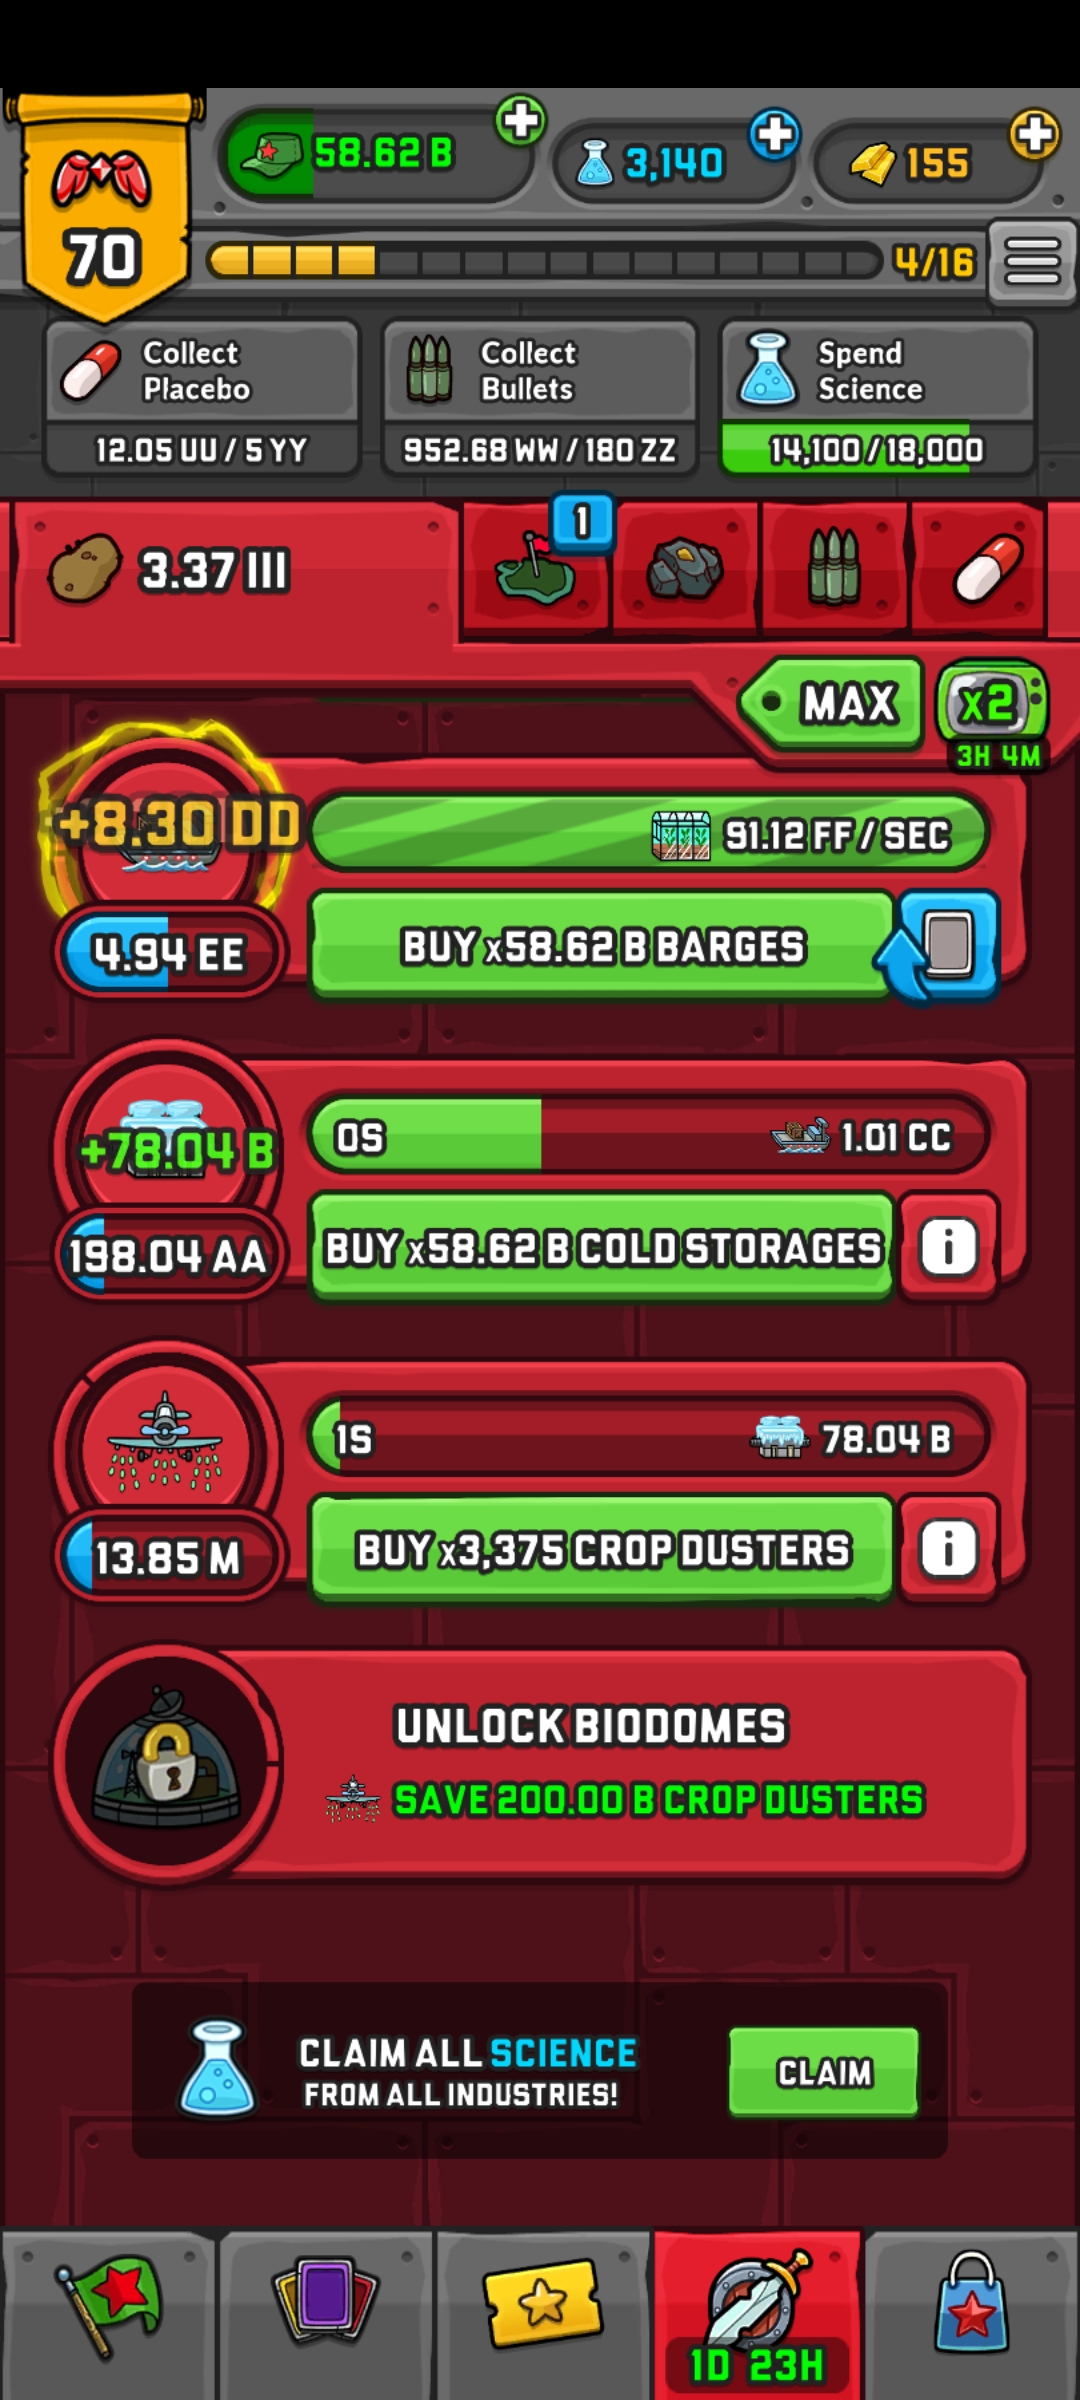 58.62 B
3,140
155
70
4/16
Collect
Placebo
12.05 UU / 5 YY
Collect
Bullets
952.68 WW / 180 ZZ
Spend
Science
14,100 / 18,000
3.37 III
1
MAX
x2
3H 4M
+8.30 DD
91.12 FF / SEC
4.94 EE
BUY x58.62 B BARGES
+78.04 B
0S
1.01 CC
198.04 AA
BUY x58.62 B COLD STORAGES
i
1S
78.04 B
13.85 M
BUY x3,375 CROP DUSTERS
i
UNLOCK BIODOMES
SAVE 200.00 B CROP DUSTERS
CLAIM ALL SCIENCE
FROM ALL INDUSTRIES!
CLAIM
1D 23H